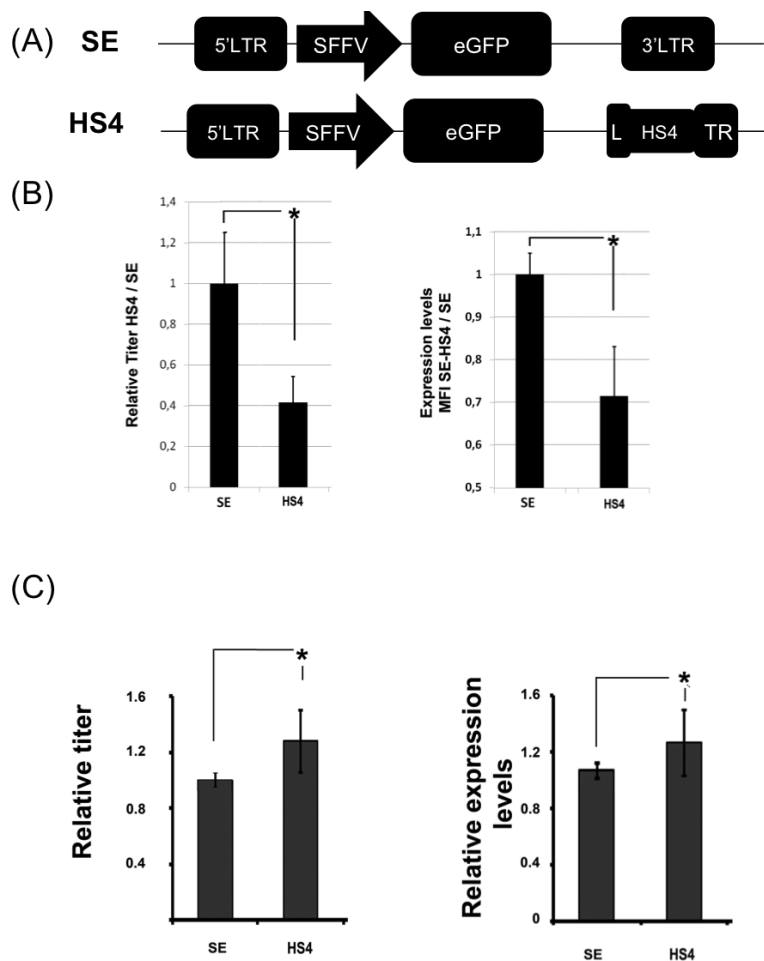 (A) SE 5'LTR SFFV eGFP 3'LTR
HS4 5'LTR SFFV eGFP L HS4 TR
(B)
Relative Titer HS4 / SE
1,4
1,2
1
0,8
0,6
0,4
0,2
0
*
SE HS4
Expression levels
MFI SE-HS4 / SE
1,1
1
0,9
0,8
0,7
0,6
0,5
*
SE HS4
(C)
Relative titer
1.6
1.2
0.8
0.4
*
SE HS4
Relative expression
levels
1.6
1.2
0.8
0.4
0
*
SE HS4